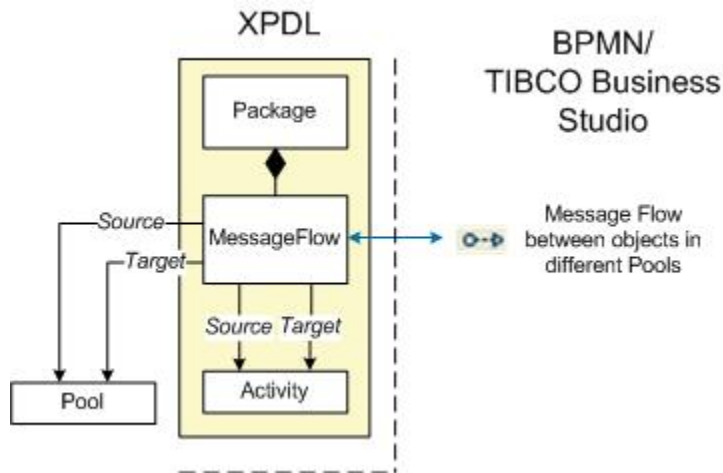 XPDL
BPMN/
TIBCO Business
Studio
Package
Source
MessageFlow
Message Flow
between objects in
different Pools
Target
Source Target
Pool
Activity